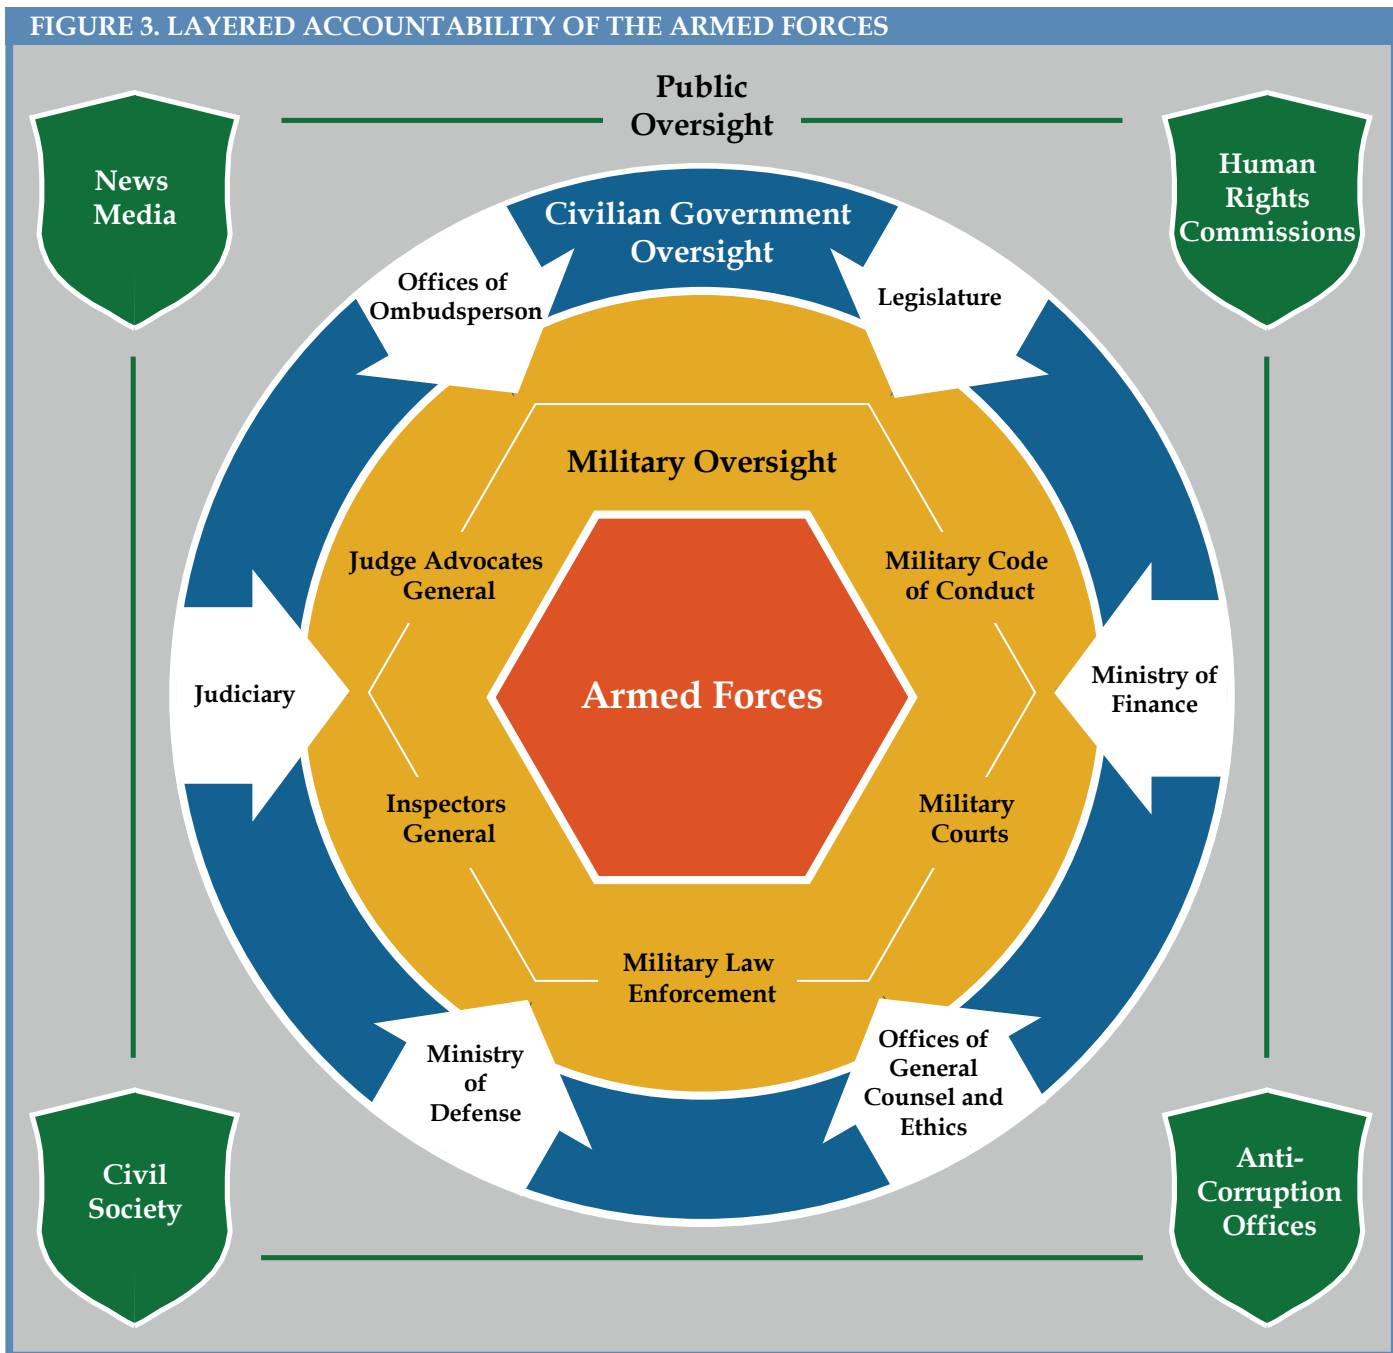 FIGURE 3. LAYERED ACCOUNTABILITY OF THE ARMED FORCES
Public
Oversight
News
Media
Human
Rights
Commissions
Civilian Government
Oversight
Offices of
Ombudsperson
Legislature
Military Oversight
Judge Advocates
General
Military Code
of Conduct
Judiciary
Armed Forces
Ministry of
Finance
Inspectors
General
Military
Courts
Military Law
Enforcement
Ministry
of
Defense
Offices of
General
Counsel and
Ethics
Civil
Society
Anti-
Corruption
Offices